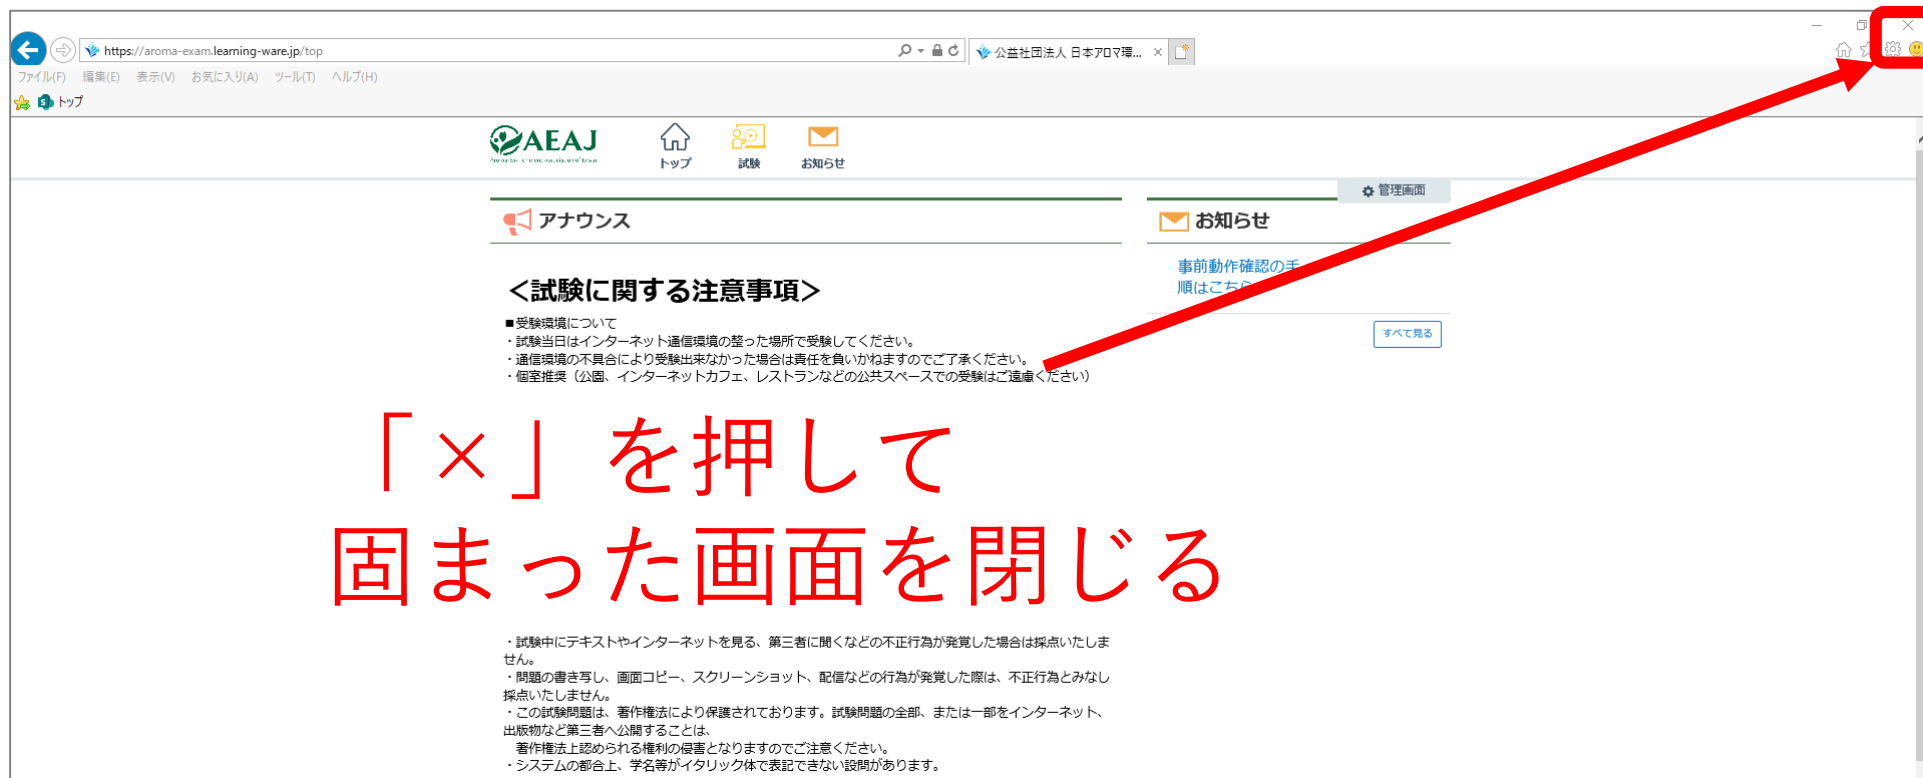 https://aroma-exam.learning-ware.jp/top
公益社団法人 日本アロマ環...
ファイル(F) 編集(E) 表示(V) お気に入り(A) ツール(T) ヘルプ(H)
トップ
AEAJ
トップ
試験
お知らせ
管理画面
アナウンス
お知らせ
事前動作確認の手
順はこちら
すべて見る
＜試験に関する注意事項＞
■受験環境について
・試験当日はインターネット通信環境の整った場所で受験してください。
・通信環境の不具合により受験出来なかった場合は責任を負いかねますのでご了承ください。
・個室推奨（公園、インターネットカフェ、レストランなどの公共スペースでの受験はご遠慮ください）
「×」を押して
固まった画面を閉じる
・試験中にテキストやインターネットを見る、第三者に聞くなどの不正行為が発覚した場合は採点いたしま
せん。
・問題の書き写し、画面コピー、スクリーンショット、配信などの行為が発覚した際は、不正行為とみなし
採点いたしません。
・この試験問題は、著作権法により保護されております。試験問題の全部、または一部をインターネット、
出版物など第三者へ公開することは、
著作権法上認められる権利の侵害となりますのでご注意ください。
・システムの都合上、学名等がイタリック体で表記できない設問があります。